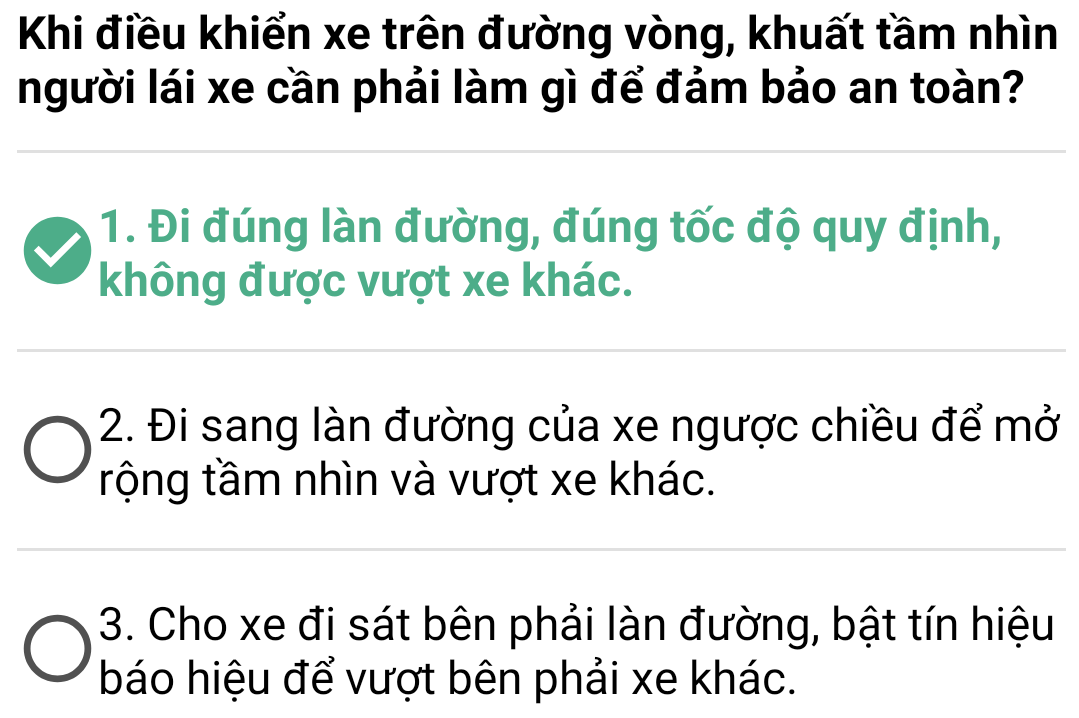 Khi điều khiển xe trên đường vòng, khuất tầm nhìn
người lái xe cần phải làm gì để đảm bảo an toàn?
1. Đi đúng làn đường, đúng tốc độ quy định,
không được vượt xe khác.
2. Đi sang làn đường của xe ngược chiều để mở
rộng tầm nhìn và vượt xe khác.
3. Cho xe đi sát bên phải làn đường, bật tín hiệu
báo hiệu để vượt bên phải xe khác.